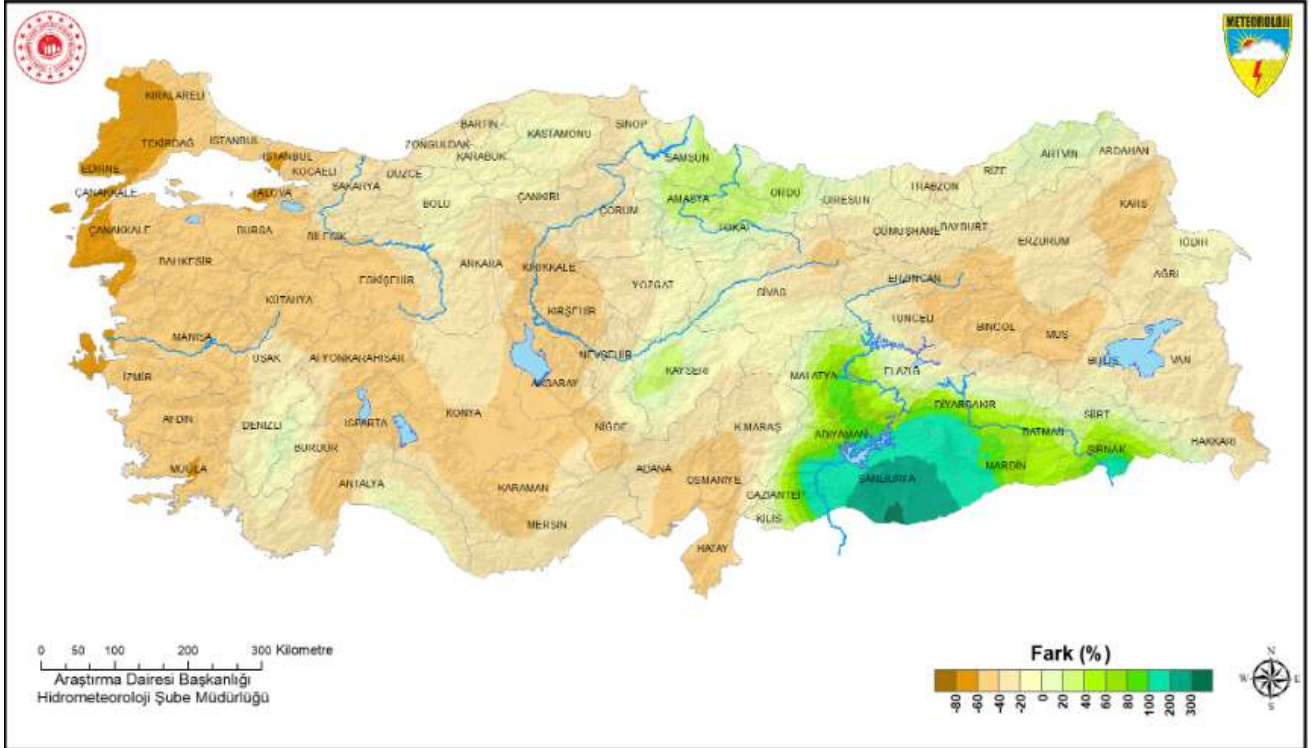 METEOROLOJİ
KIRKLARELİ
TEKİRDAĞ
İSTANBUL
EDİRNE
İSTANBUL
KOCAELİ
YALOVA
SAKARYA
DÜZCE
ZONGULDAK
BARTIN
KARABÜK
KASTAMONU
SİNOP
SAMSUN
ORDU
GİRESUN
TRABZON
RİZE
ARTVİN
ARDAHAN
KARS
IĞDIR
AĞRI
ÇANAKKALE
ÇANAKKALE
BALIKESİR
BURSA
BİLECİK
BOLU
ÇANKIRI
ÇORUM
AMASYA
TOKAT
GÜMÜŞHANE
BAYBURT
ERZURUM
ERZİNCAN
KÜTAHYA
ESKİŞEHİR
ANKARA
KIRIKKALE
KIRŞEHİR
YOZGAT
SİVAS
TUNCELİ
BİNGÖL
MUŞ
BİTLİS
VAN
MANİSA
UŞAK
AFYONKARAHİSAR
İZMİR
AYDIN
DENİZLİ
ISPARTA
BURDUR
MUĞLA
ANTALYA
KONYA
AKSARAY
NEVŞEHİR
KAYSERİ
NİĞDE
KARAMAN
MERSİN
ADANA
OSMANİYE
HATAY
K.MARAŞ
MALATYA
ELAZIĞ
ADIYAMAN
DİYARBAKIR
BATMAN
SİİRT
ŞIRNAK
HAKKARİ
MARDİN
ŞANLIURFA
GAZİANTEP
KİLİS
0 50 100 200 300 Kilometre
Araştırma Dairesi Başkanlığı
Hidrometeoroloji Şube Müdürlüğü
Fark (%)
-80 -60 -40 -20 0 20 40 60 80 100 200 300
N
W E
S